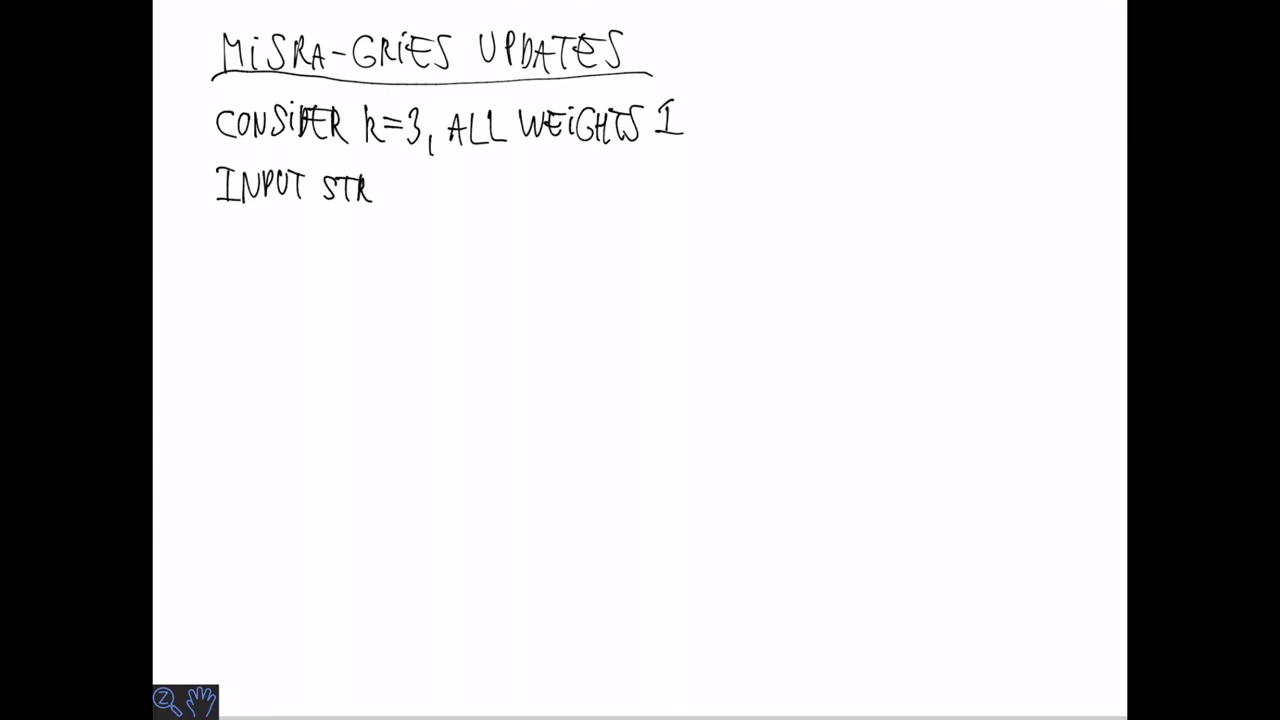 MISRA-GRIES UPDATES
CONSIDER k=3, ALL WEIGHTS 1
INPUT STR